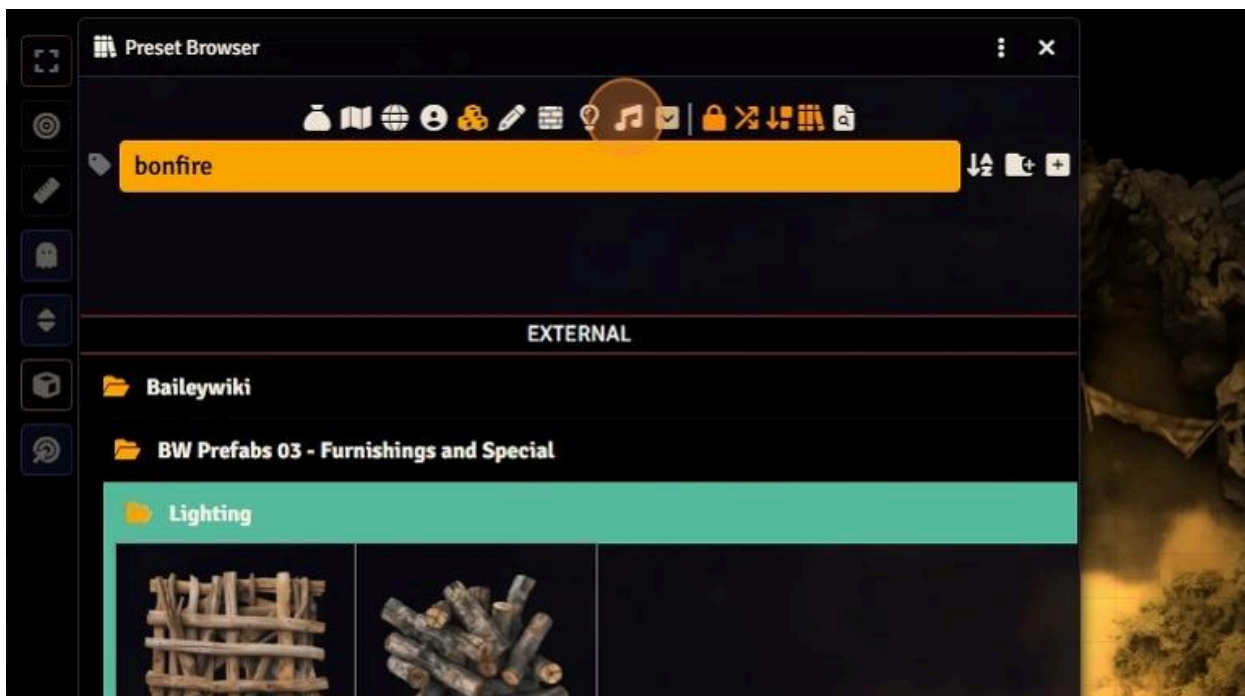 Preset Browser
bonfire
EXTERNAL
Baileywiki
BW Prefabs 03 - Furnishings and Special
Lighting